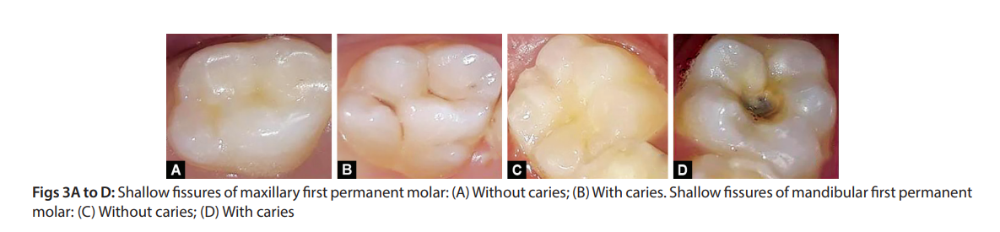 A
B
C
D
Figs 3A to D: Shallow fissures of maxillary first permanent molar: (A) Without caries; (B) With caries. Shallow fissures of mandibular first permanent
molar: (C) Without caries; (D) With caries